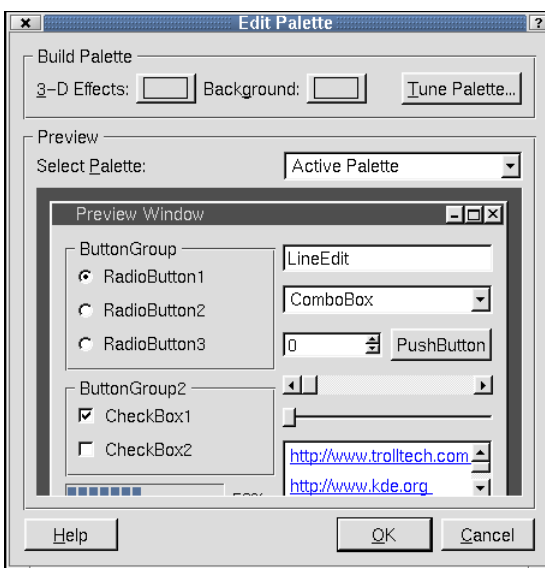 Edit Palette
?
Build Palette
3-D Effects:
Background:
Tune Palette...
Preview
Select Palette:
Active Palette
Preview Window
ButtonGroup
RadioButton1
RadioButton2
RadioButton3
LineEdit
ComboBox
0
PushButton
ButtonGroup2
CheckBox1
CheckBox2
http://www.trolltech.com
http://www.kde.org
Help
OK
Cancel